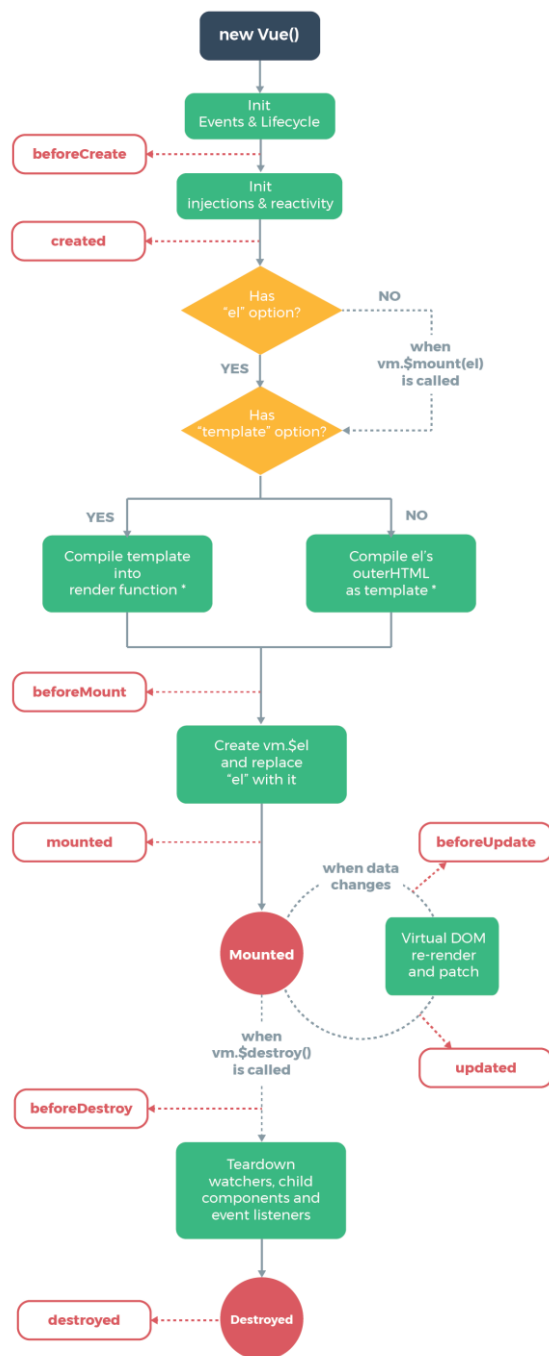 new Vue()
Init
Events & Lifecycle
beforeCreate
Init
injections & reactivity
created
Has
“el” option?
NO
when
vm.$mount(el)
is called
YES
Has
“template” option?
YES
NO
Compile template
into
render function *
Compile el’s
outerHTML
as template *
beforeMount
Create vm.$el
and replace
“el” with it
mounted
beforeUpdate
when data
changes
Mounted
Virtual DOM
re-render
and patch
when
vm.$destroy()
is called
updated
beforeDestroy
Teardown
watchers, child
components and
event listeners
destroyed
Destroyed